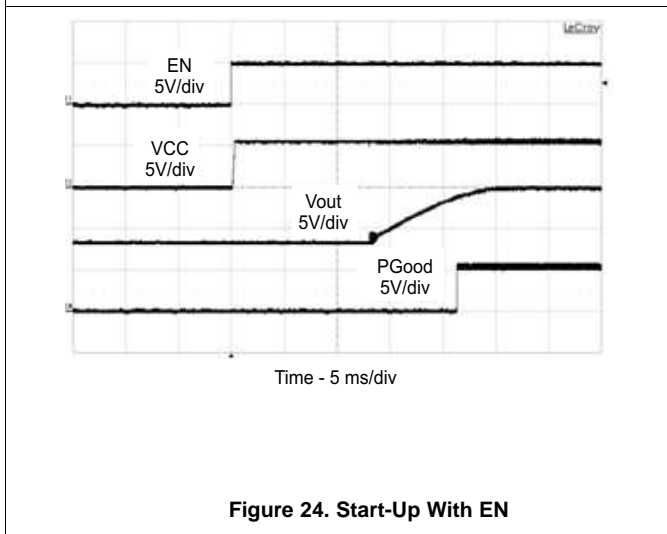 LeCroy
EN
5V/div
VCC
5V/div
Vout
5V/div
PGood
5V/div
Time - 5 ms/div
Figure 24. Start-Up With EN